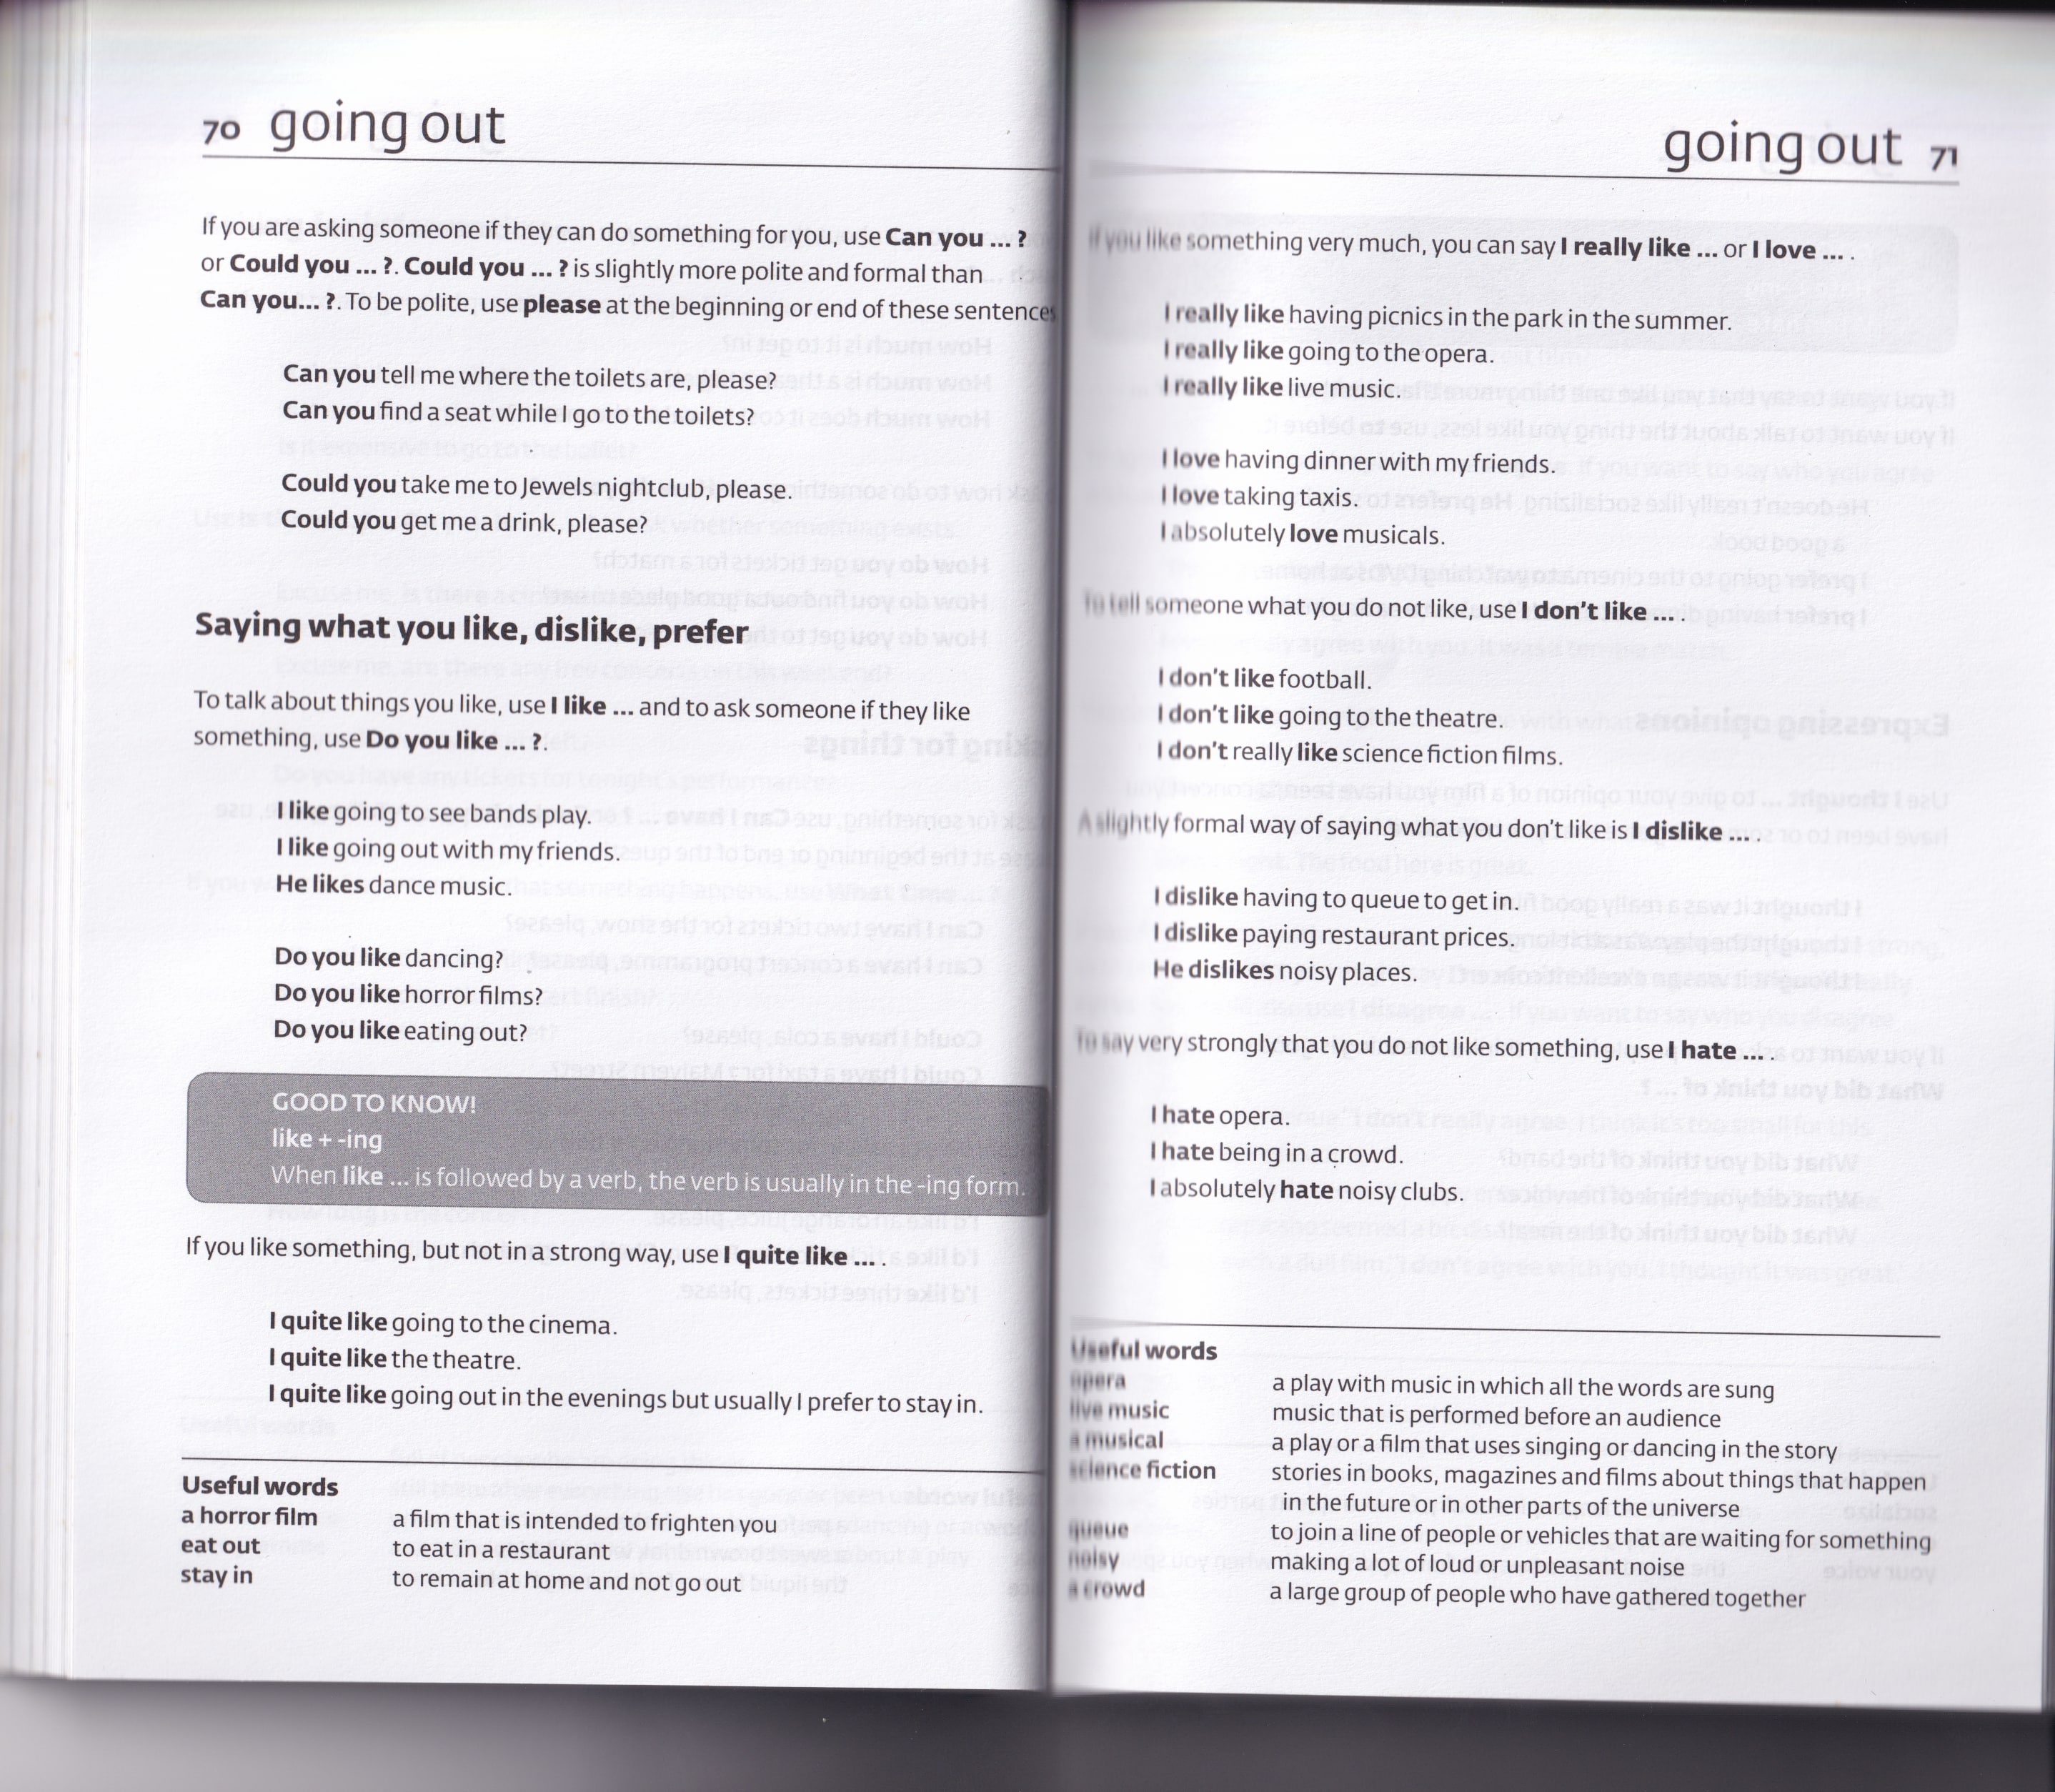 70 going out
If you are asking someone if they can do something for you, use Can you ... ?
or Could you ... ?. Could you ... ? is slightly more polite and formal than
Can you... ?. To be polite, use please at the beginning or end of these sentences
Can you tell me where the toilets are, please?
Can you find a seat while I go to the toilets?
Could you take me to Jewels nightclub, please.
Could you get me a drink, please?
Saying what you like, dislike, prefer
To talk about things you like, use I like ... and to ask someone if they like
something, use Do you like ... ?.
I like going to see bands play.
I like going out with my friends.
He likes dance music.
Do you like dancing?
Do you like horror films?
Do you like eating out?
GOOD TO KNOW!
like + -ing
When like ... is followed by a verb, the verb is usually in the -ing form.
If you like something, but not in a strong way, use I quite like ... .
I quite like going to the cinema.
I quite like the theatre.
I quite like going out in the evenings but usually I prefer to stay in.
Useful words
a horror film a film that is intended to frighten you
eat out to eat in a restaurant
stay in to remain at home and not go out
going out 71
If you like something very much, you can say I really like ... or I love ... .
I really like having picnics in the park in the summer.
I really like going to the opera.
I really like live music.
I love having dinner with my friends.
I love taking taxis.
I absolutely love musicals.
To tell someone what you do not like, use I don't like ... .
I don't like football.
I don't like going to the theatre.
I don't really like science fiction films.
A slightly formal way of saying what you don't like is I dislike ... .
I dislike having to queue to get in.
I dislike paying restaurant prices.
He dislikes noisy places.
To say very strongly that you do not like something, use I hate ... .
I hate opera.
I hate being in a crowd.
I absolutely hate noisy clubs.
Useful words
opera a play with music in which all the words are sung
live music music that is performed before an audience
a musical a play or a film that uses singing or dancing in the story
science fiction stories in books, magazines and films about things that happen
in the future or in other parts of the universe
queue to join a line of people or vehicles that are waiting for something
noisy making a lot of loud or unpleasant noise
a crowd a large group of people who have gathered together